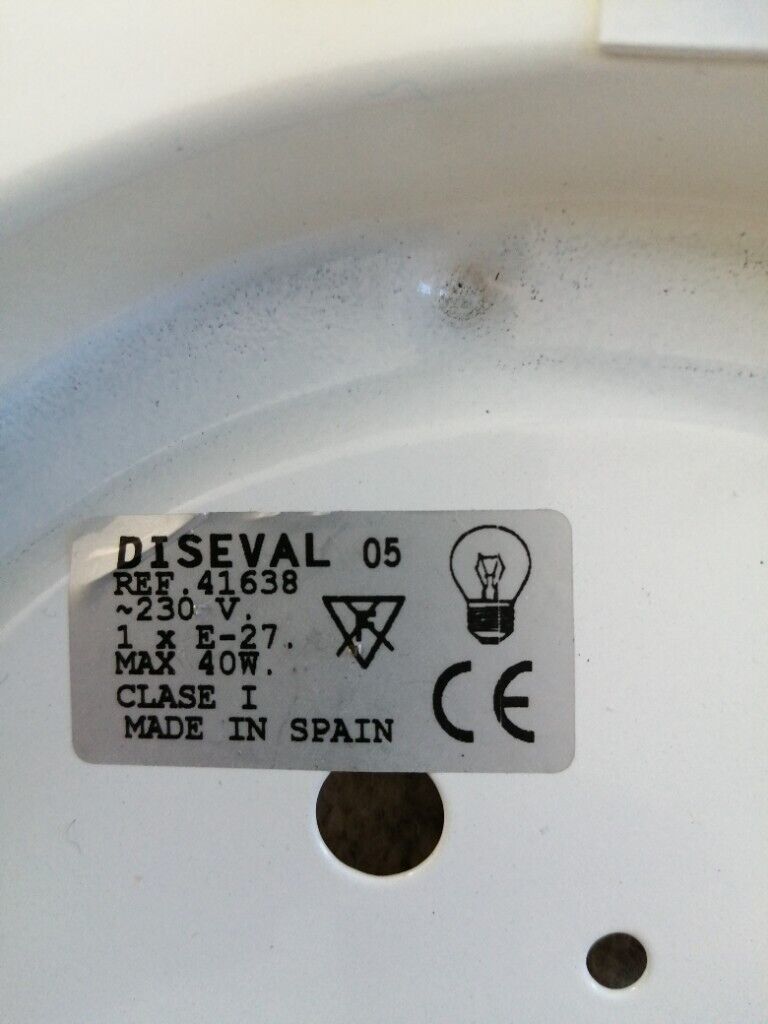 DISEVAL 05
REF.41638
~230 V.
1 x E-27.
MAX 40W.
CLASE I
MADE IN SPAIN
F
CE